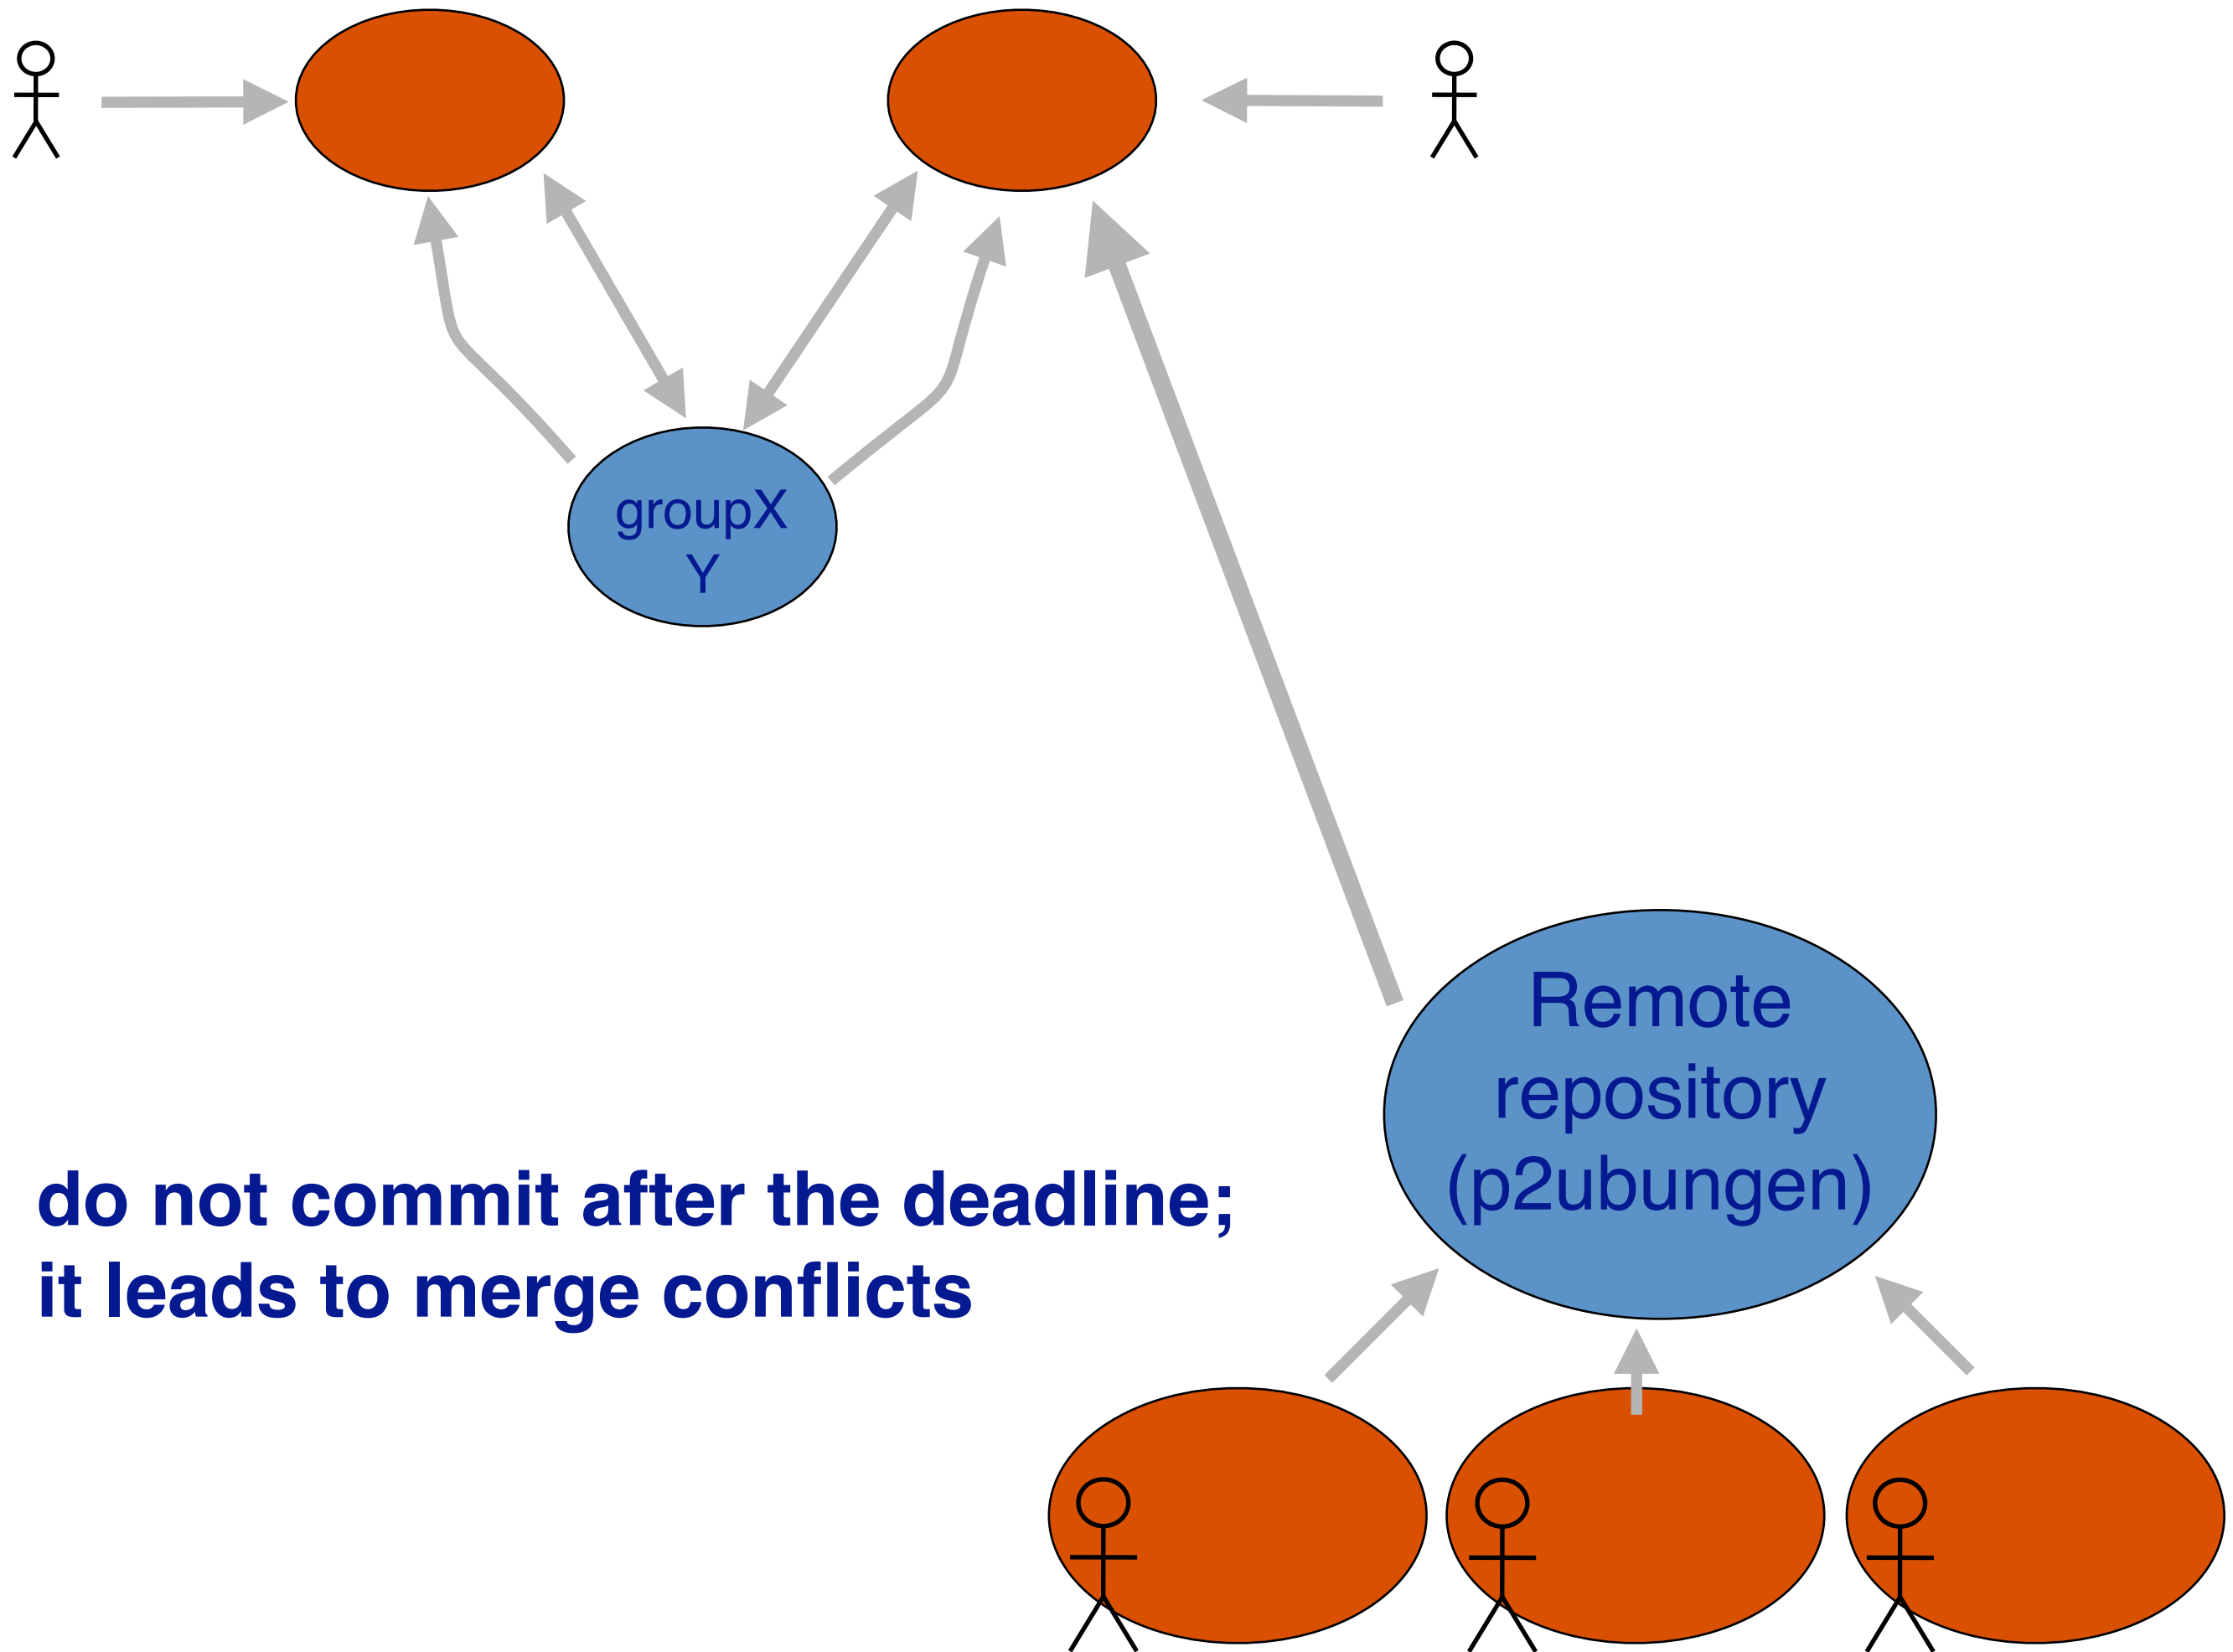 groupX
Y
Remote
repository
(p2ubungen)
do not commit after the deadline;
it leads to merge conflicts